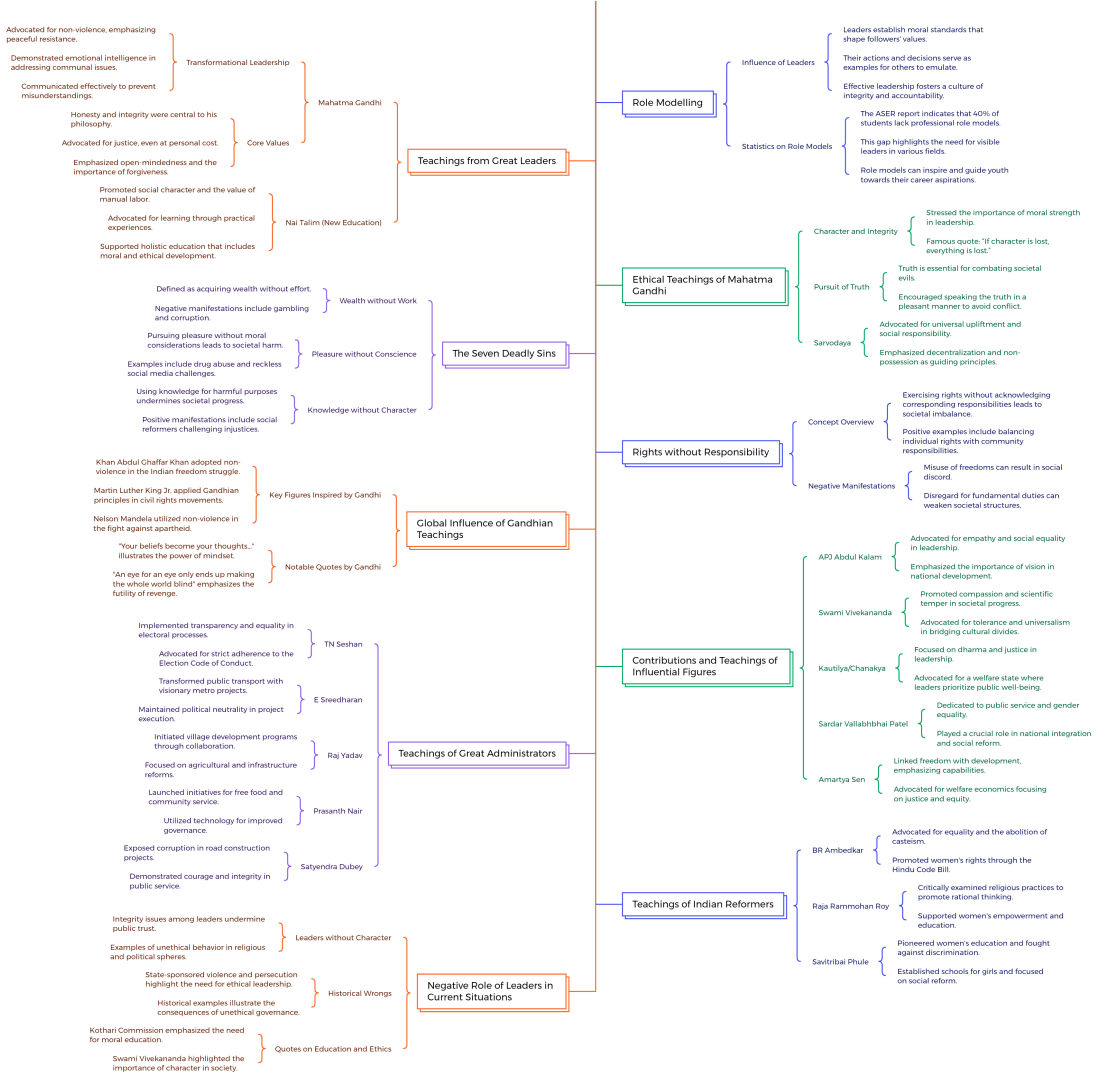 Teachings from Great Leaders
Mahatma Gandhi
Transformational Leadership
Advocated for non-violence, emphasizing
peaceful resistance.
Demonstrated emotional intelligence in
addressing communal issues.
Communicated effectively to prevent
misunderstandings.
Core Values
Honesty and integrity were central to his
philosophy.
Advocated for justice, even at personal cost.
Emphasized open-mindedness and the
importance of forgiveness.
Nai Talim (New Education)
Promoted social character and the value of
manual labor.
Advocated for learning through practical
experiences.
Supported holistic education that includes
moral and ethical development.
The Seven Deadly Sins
Wealth without Work
Defined as acquiring wealth without effort.
Negative manifestations include gambling
and corruption.
Pleasure without Conscience
Pursuing pleasure without moral
considerations leads to societal harm.
Examples include drug abuse and reckless
social media challenges.
Knowledge without Character
Using knowledge for harmful purposes
undermines societal progress.
Positive manifestations include social
reformers challenging injustices.
Global Influence of Gandhian
Teachings
Key Figures Inspired by Gandhi
Khan Abdul Ghaffar Khan adopted non-
violence in the Indian freedom struggle.
Martin Luther King Jr. applied Gandhian
principles in civil rights movements.
Nelson Mandela utilized non-violence in
the fight against apartheid.
Notable Quotes by Gandhi
"Your beliefs become your thoughts..."
illustrates the power of mindset.
"An eye for an eye only ends up making
the whole world blind" emphasizes the
futility of revenge.
Teachings of Great Administrators
TN Seshan
Implemented transparency and equality in
electoral processes.
Advocated for strict adherence to the
Election Code of Conduct.
E Sreedharan
Transformed public transport with
visionary metro projects.
Maintained political neutrality in project
execution.
Raj Yadav
Initiated village development programs
through collaboration.
Focused on agricultural and infrastructure
reforms.
Prasanth Nair
Launched initiatives for free food and
community service.
Utilized technology for improved
governance.
Satyendra Dubey
Exposed corruption in road construction
projects.
Demonstrated courage and integrity in
public service.
Negative Role of Leaders in
Current Situations
Leaders without Character
Integrity issues among leaders undermine
public trust.
Examples of unethical behavior in religious
and political spheres.
Historical Wrongs
State-sponsored violence and persecution
highlight the need for ethical leadership.
Historical examples illustrate the
consequences of unethical governance.
Quotes on Education and Ethics
Kothari Commission emphasized the need
for moral education.
Swami Vivekananda highlighted the
importance of character in society.
Role Modelling
Influence of Leaders
Leaders establish moral standards that
shape followers' values.
Their actions and decisions serve as
examples for others to emulate.
Effective leadership fosters a culture of
integrity and accountability.
Statistics on Role Models
The ASER report indicates that 40% of
students lack professional role models.
This gap highlights the need for visible
leaders in various fields.
Role models can inspire and guide youth
towards their career aspirations.
Ethical Teachings of Mahatma
Gandhi
Character and Integrity
Stressed the importance of moral strength
in leadership.
Famous quote: "If character is lost,
everything is lost."
Pursuit of Truth
Truth is essential for combating societal
evils.
Encouraged speaking the truth in a
pleasant manner to avoid conflict.
Sarvodaya
Advocated for universal upliftment and
social responsibility.
Emphasized decentralization and non-
possession as guiding principles.
Rights without Responsibility
Concept Overview
Exercising rights without acknowledging
corresponding responsibilities leads to
societal imbalance.
Positive examples include balancing
individual rights with community
responsibilities.
Negative Manifestations
Misuse of freedoms can result in social
discord.
Disregard for fundamental duties can
weaken societal structures.
Contributions and Teachings of
Influential Figures
APJ Abdul Kalam
Advocated for empathy and social equality
in leadership.
Emphasized the importance of vision in
national development.
Swami Vivekananda
Promoted compassion and scientific
temper in societal progress.
Advocated for tolerance and universalism
in bridging cultural divides.
Kautilya/Chanakya
Focused on dharma and justice in
leadership.
Advocated for a welfare state where
leaders prioritize public well-being.
Sardar Vallabhbhai Patel
Dedicated to public service and gender
equality.
Played a crucial role in national integration
and social reform.
Amartya Sen
Linked freedom with development,
emphasizing capabilities.
Advocated for welfare economics focusing
on justice and equity.
Teachings of Indian Reformers
BR Ambedkar
Advocated for equality and the abolition of
casteism.
Promoted women's rights through the
Hindu Code Bill.
Raja Rammohan Roy
Critically examined religious practices to
promote rational thinking.
Supported women's empowerment and
education.
Savitribai Phule
Pioneered women's education and fought
against discrimination.
Established schools for girls and focused
on social reform.